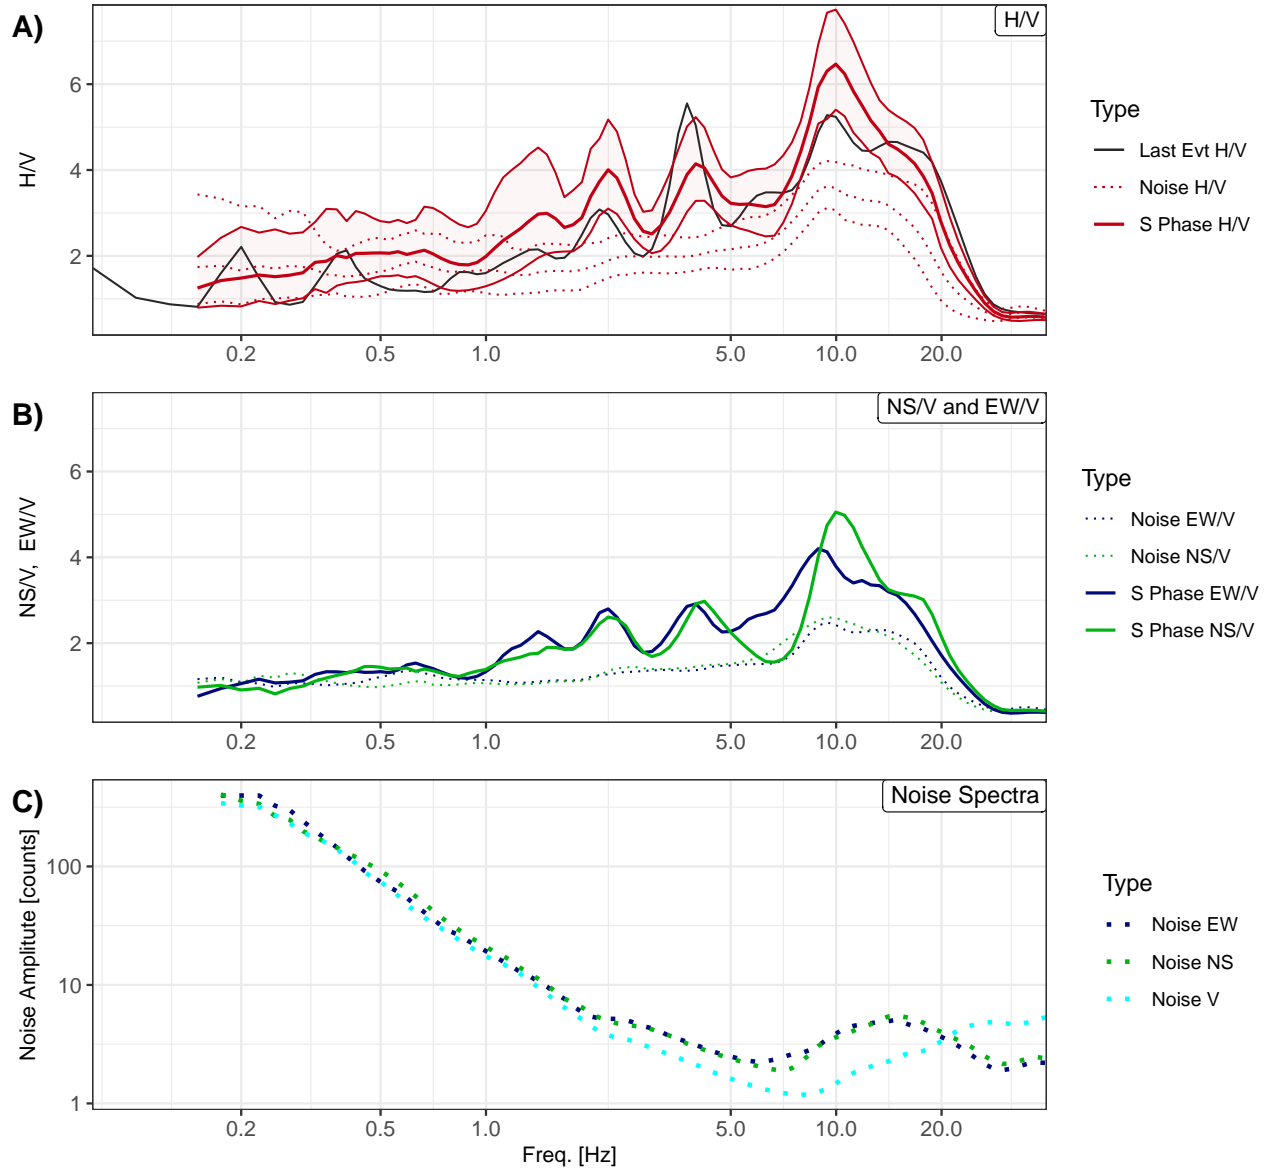 A)
H/V
H/V
6
4
2
0.2
0.5
1.0
5.0
10.0
20.0
Type
Last Evt H/V
Noise H/V
S Phase H/V
B)
NS/V and EW/V
NS/V, EW/V
6
4
2
0.2
0.5
1.0
5.0
10.0
20.0
Type
Noise EW/V
Noise NS/V
S Phase EW/V
S Phase NS/V
C)
Noise Spectra
Noise Amplitute [counts]
100
10
1
0.2
0.5
1.0
5.0
10.0
20.0
Freq. [Hz]
Type
Noise EW
Noise NS
Noise V